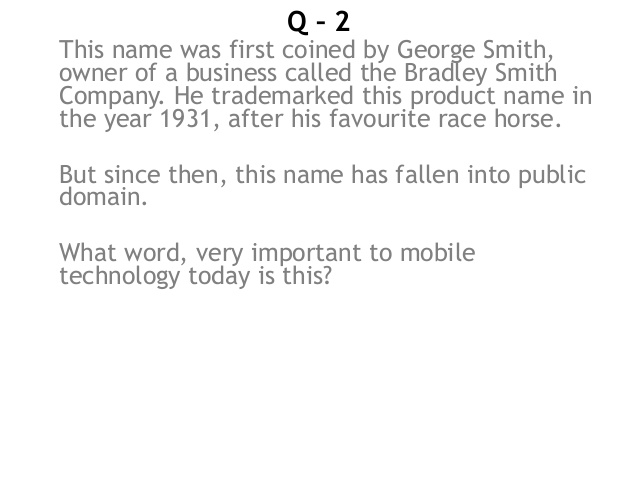 Q – 2
This name was first coined by George Smith,
owner of a business called the Bradley Smith
Company. He trademarked this product name in
the year 1931, after his favourite race horse.
But since then, this name has fallen into public
domain.
What word, very important to mobile
technology today is this?